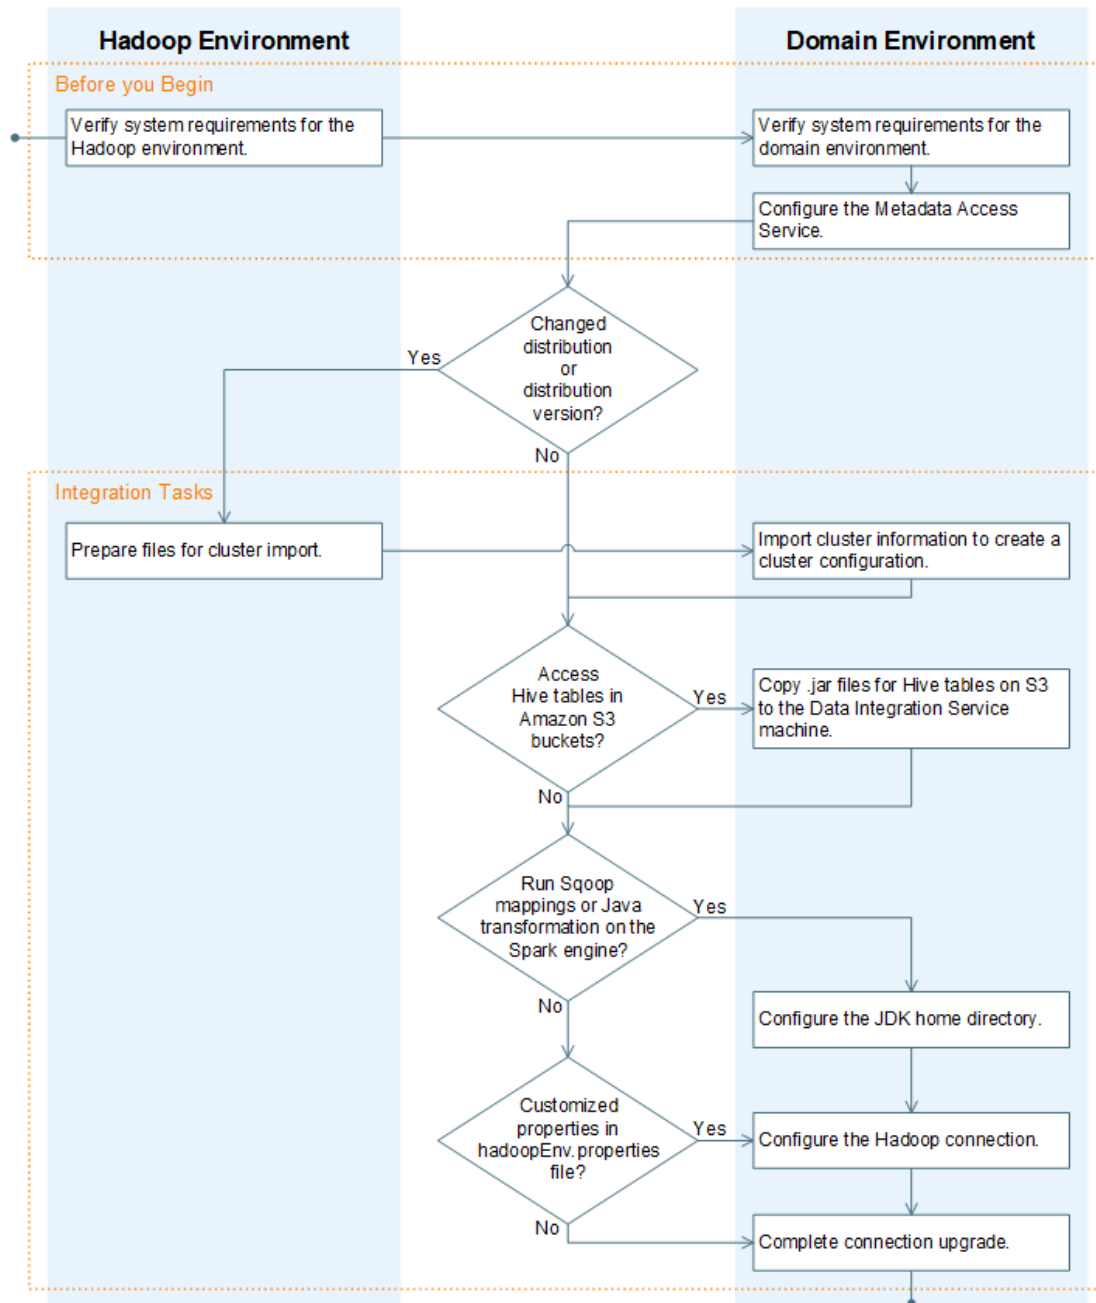 Hadoop Environment
Domain Environment
Before you Begin
Verify system requirements for the
Hadoop environment.
Verify system requirements for the
domain environment.
Configure the Metadata Access
Service.
Changed
distribution
or
distribution
version?
Yes
No
Integration Tasks
Prepare files for cluster import.
Import cluster information to create a
cluster configuration.
Access
Hive tables in
Amazon S3
buckets?
Yes
Copy .jar files for Hive tables on S3
to the Data Integration Service
machine.
No
Run Sqoop
mappings or Java
transformation on the
Spark engine?
Yes
No
Configure the JDK home directory.
Customized
properties in
hadoopEnv.properties
file?
Yes
Configure the Hadoop connection.
No
Complete connection upgrade.